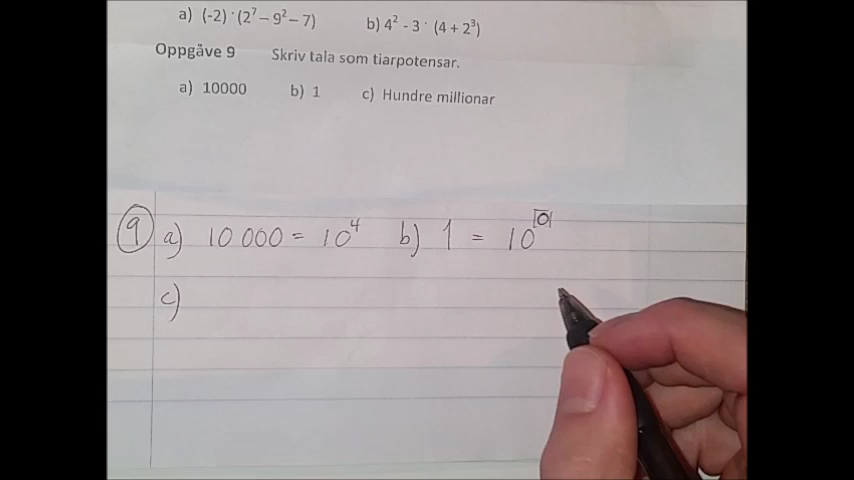 a) (-2) · (2⁷ – 9² – 7) b) 4² - 3 · (4 + 2³)
Oppgåve 9 Skriv tala som tiarpotensar.
a) 10000 b) 1 c) Hundre millionar
9 a) 10 000 = 10⁴ b) 1 = 10⁰
c)